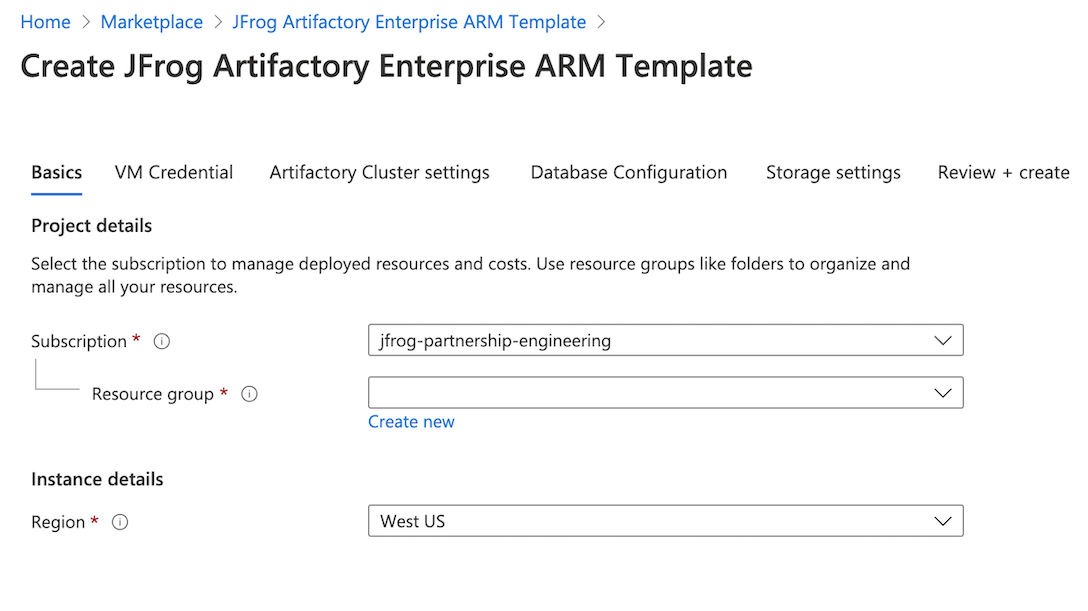 Home > Marketplace > JFrog Artifactory Enterprise ARM Template >
Create JFrog Artifactory Enterprise ARM Template
Basics VM Credential Artifactory Cluster settings Database Configuration Storage settings Review + create
Project details
Select the subscription to manage deployed resources and costs. Use resource groups like folders to organize and
manage all your resources.
Subscription * jfrog-partnership-engineering
Resource group *
Create new
Instance details
Region * West US